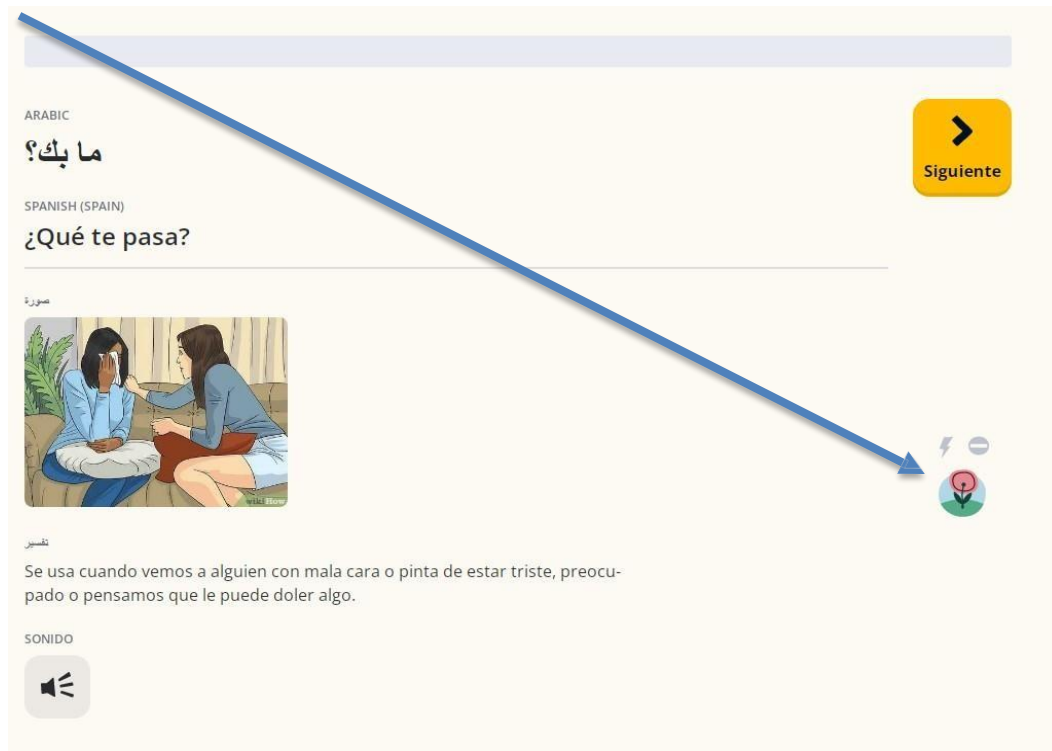 ARABIC
ما بك؟
Siguiente
SPANISH (SPAIN)
¿Qué te pasa?
صورة
wikiHow
تفسير
Se usa cuando vemos a alguien con mala cara o pinta de estar triste, preocu-
pado o pensamos que le puede doler algo.
SONIDO